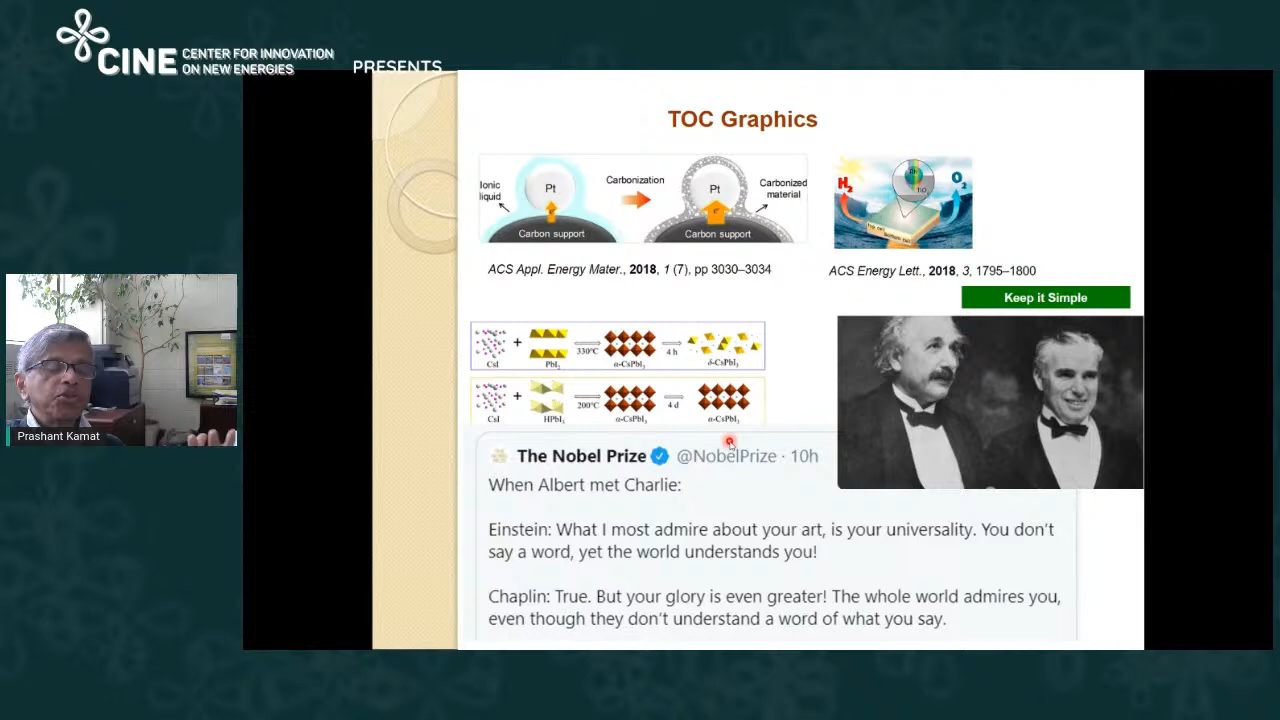 CINE CENTER FOR INNOVATION
ON NEW ENERGIES
PRESENTS
TOC Graphics
Ionic
liquid
Pt
Carbon support
Carbonization
Pt
e-
Carbon support
Carbonized
material
H2
O2
ACS Appl. Energy Mater., 2018, 1 (7), pp 3030–3034
ACS Energy Lett., 2018, 3, 1795–1800
Keep it Simple
CsI + PbI2 330°C α-CsPbI3 4 h δ-CsPbI3
CsI + HPbI3 200°C α-CsPbI3 4 d α-CsPbI3
Prashant Kamat
The Nobel Prize @NobelPrize · 10h
When Albert met Charlie:
Einstein: What I most admire about your art, is your universality. You don't
say a word, yet the world understands you!
Chaplin: True. But your glory is even greater! The whole world admires you,
even though they don't understand a word of what you say.